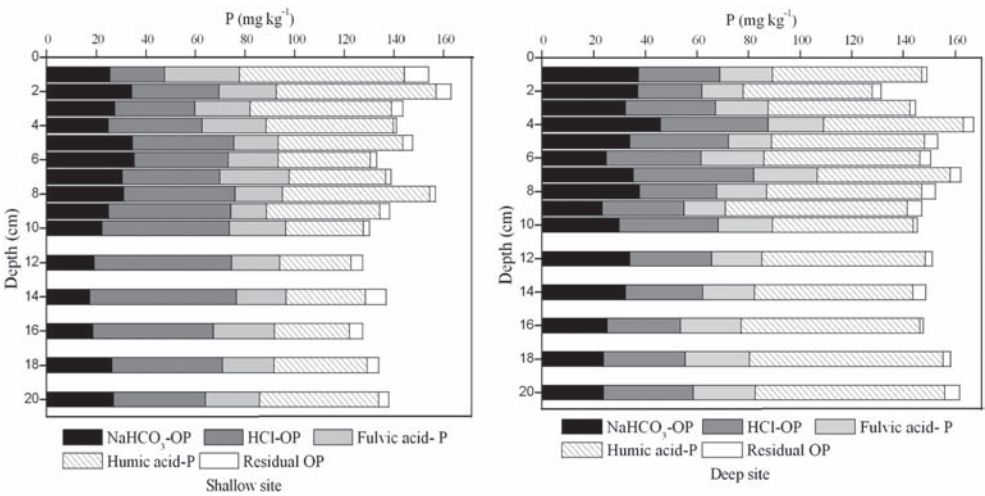 P (mg kg⁻¹)
0 20 40 60 80 100 120 140 160
Depth (cm)
0
2
4
6
8
10
12
14
16
18
20
NaHCO₃-OP HCl-OP Fulvic acid- P
Humic acid-P Residual OP
Shallow site
P (mg kg⁻¹)
0 20 40 60 80 100 120 140 160
Depth (cm)
0
2
4
6
8
10
12
14
16
18
20
NaHCO₃-OP HCl-OP Fulvic acid- P
Humic acid-P Residual OP
Deep site